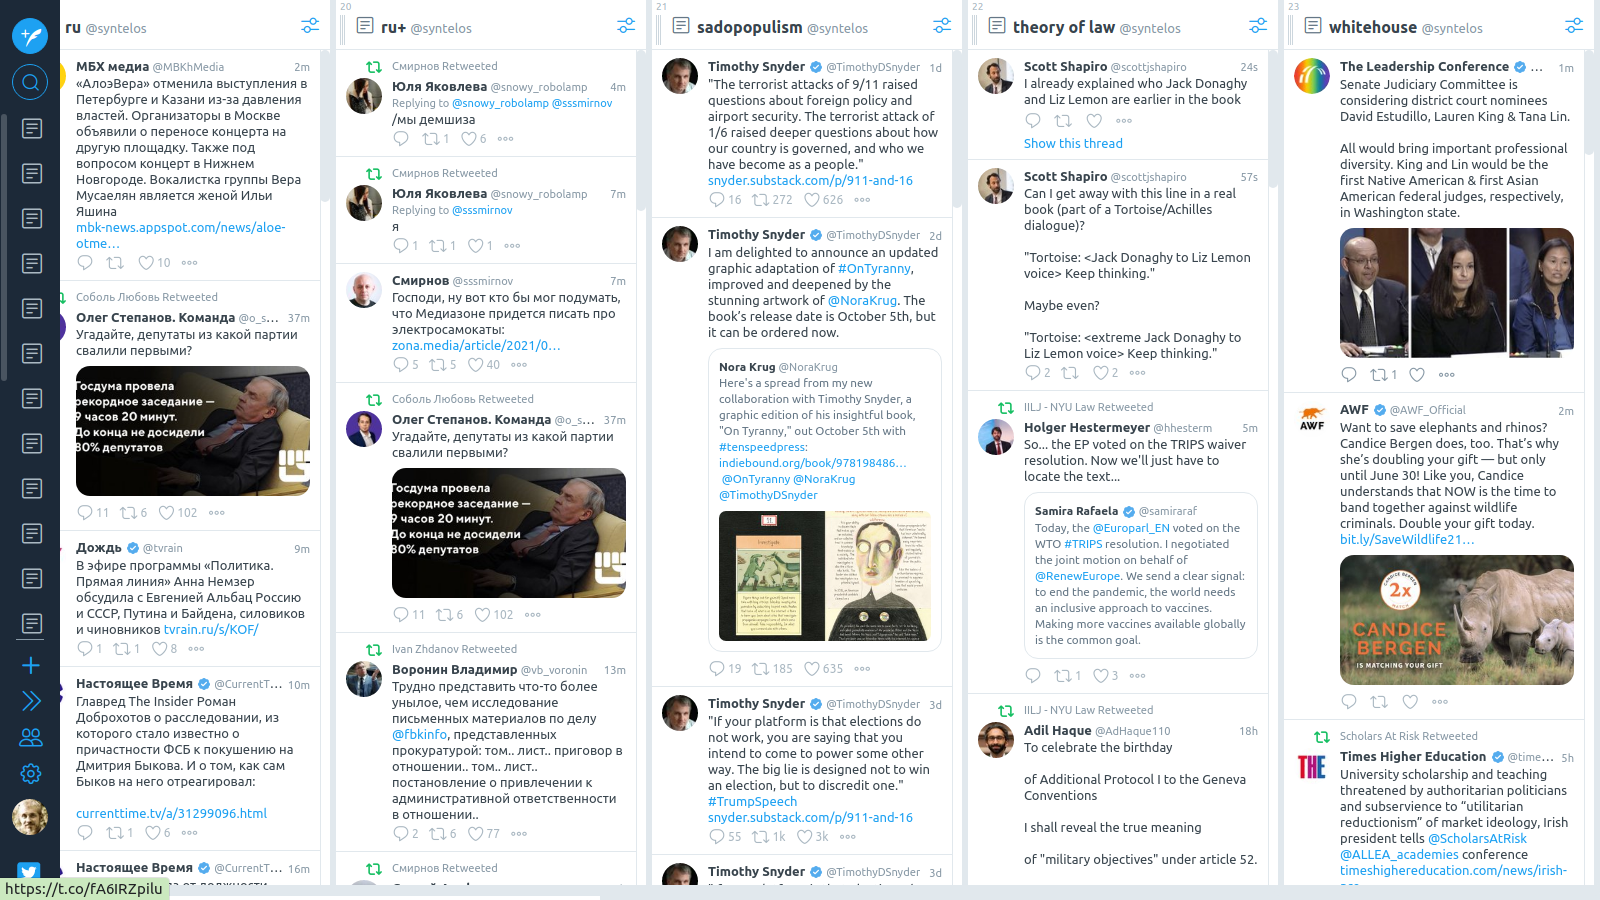 ru @syntelos
МБХ медиа @MBKhMedia 2m
«АлоэВера» отменила выступления в
Петербурге и Казани из-за давления
властей. Организаторы в Москве
объявили о переносе концерта на
другую площадку. Также под
вопросом концерт в Нижнем
Новгороде. Вокалистка группы Вера
Мусаелян является женой Ильи
Яшина
mbk-news.appspot.com/news/aloe-
otme…
10
Соболь Любовь Retweeted
Олег Степанов. Команда @o_s… 37m
Угадайте, депутаты из какой партии
свалили первыми?
Госдума провела
рекордное заседание —
9 часов 20 минут.
До конца не досидели
80% депутатов
11 6 102
Дождь @tvrain 9m
В эфире программы «Политика.
Прямая линия» Анна Немзер
обсудила с Евгенией Альбац Россию
и СССР, Путина и Байдена, силовиков
и чиновников tvrain.ru/s/KOF/
1 1 8
Настоящее Время @CurrentT… 10m
Главред The Insider Роман
Доброхотов о расследовании, из
которого стало известно о
причастности ФСБ к покушению на
Дмитрия Быкова. И о том, как сам
Быков на него отреагировал:
currenttime.tv/a/31299096.html
1 6
Настоящее Время @CurrentT… 16m
https://t.co/fA6IRZpilu
20
ru+ @syntelos
Смирнов Retweeted
Юля Яковлева @snowy_robolamp 4m
Replying to @snowy_robolamp @sssmirnov
/мы демшиза
1 6
Смирнов Retweeted
Юля Яковлева @snowy_robolamp 7m
Replying to @sssmirnov
я
1 1 1
Смирнов @sssmirnov 7m
Господи, ну вот кто бы мог подумать,
что Медиазоне придется писать про
электросамокаты:
zona.media/article/2021/0…
5 5 40
Соболь Любовь Retweeted
Олег Степанов. Команда @o_s… 37m
Угадайте, депутаты из какой партии
свалили первыми?
Госдума провела
рекордное заседание —
9 часов 20 минут.
До конца не досидели
80% депутатов
11 6 102
Ivan Zhdanov Retweeted
Воронин Владимир @vb_voronin 13m
Трудно представить что-то более
унылое, чем исследование
письменных материалов по делу
@fbkinfo, представленных
прокуратурой: том.. лист.. приговор в
отношении.. том.. лист..
постановление о привлечении к
административной ответственности
в отношении..
2 6 77
Смирнов Retweeted
21
sadopopulism @syntelos
Timothy Snyder @TimothyDSnyder 1d
"The terrorist attacks of 9/11 raised
questions about foreign policy and
airport security. The terrorist attack of
1/6 raised deeper questions about how
our country is governed, and who we
have become as a people."
snyder.substack.com/p/911-and-16
16 272 626
Timothy Snyder @TimothyDSnyder 2d
I am delighted to announce an updated
graphic adaptation of #OnTyranny,
improved and deepened by the
stunning artwork of @NoraKrug. The
book's release date is October 5th, but
it can be ordered now.
Nora Krug @NoraKrug
Here's a spread from my new
collaboration with Timothy Snyder, a
graphic edition of his insightful book,
"On Tyranny," out October 5th with
#tenspeedpress:
indiebound.org/book/978198486…
@OnTyranny @NoraKrug
@TimothyDSnyder
19 185 635
Timothy Snyder @TimothyDSnyder 3d
"If your platform is that elections do
not work, you are saying that you
intend to come to power some other
way. The big lie is designed not to win
an election, but to discredit one."
#TrumpSpeech
snyder.substack.com/p/911-and-16
55 1k 3k
Timothy Snyder @TimothyDSnyder 3d
22
theory of law @syntelos
Scott Shapiro @scottjshapiro 24s
I already explained who Jack Donaghy
and Liz Lemon are earlier in the book
Show this thread
Scott Shapiro @scottjshapiro 57s
Can I get away with this line in a real
book (part of a Tortoise/Achilles
dialogue)?
"Tortoise: <Jack Donaghy to Liz Lemon
voice> Keep thinking."
Maybe even?
"Tortoise: <extreme Jack Donaghy to
Liz Lemon voice> Keep thinking."
2 2
IILJ - NYU Law Retweeted
Holger Hestermeyer @hhesterm 5m
So... the EP voted on the TRIPS waiver
resolution. Now we'll just have to
locate the text...
Samira Rafaela @samiraraf
Today, the @Europarl_EN voted on the
WTO #TRIPS resolution. I negotiated
the joint motion on behalf of
@RenewEurope. We send a clear signal:
to end the pandemic, the world needs
an inclusive approach to vaccines.
Making more vaccines available globally
is the common goal.
1 3
IILJ - NYU Law Retweeted
Adil Haque @AdHaque110 18h
To celebrate the birthday
of Additional Protocol I to the Geneva
Conventions
I shall reveal the true meaning
of "military objectives" under article 52.
23
whitehouse @syntelos
The Leadership Conference … 1m
Senate Judiciary Committee is
considering district court nominees
David Estudillo, Lauren King & Tana Lin.
All would bring important professional
diversity. King and Lin would be the
first Native American & first Asian
American federal judges, respectively,
in Washington state.
1
AWF @AWF_Official 2m
Want to save elephants and rhinos?
Candice Bergen does, too. That's why
she's doubling your gift — but only
until June 30! Like you, Candice
understands that NOW is the time to
band together against wildlife
criminals. Double your gift today.
bit.ly/SaveWildlife21…
CANDICE BERGEN
2x
MATCH
CANDICE
BERGEN
IS MATCHING YOUR GIFT
Scholars At Risk Retweeted
Times Higher Education @time… 5h
THE
University scholarship and teaching
threatened by authoritarian politicians
and subservience to “utilitarian
reductionism” of market ideology, Irish
president tells @ScholarsAtRisk
@ALLEA_academies conference
timeshighereducation.com/news/irish-